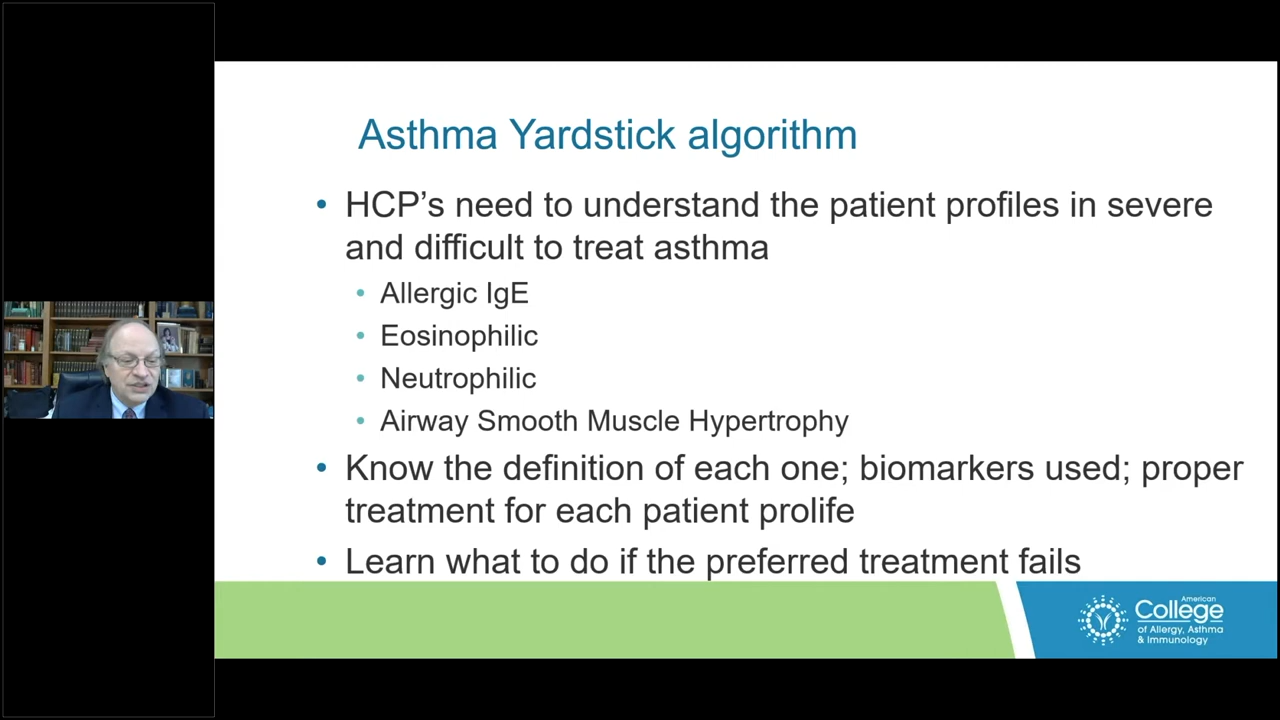 Asthma Yardstick algorithm
• HCP's need to understand the patient profiles in severe
and difficult to treat asthma
• Allergic IgE
• Eosinophilic
• Neutrophilic
• Airway Smooth Muscle Hypertrophy
• Know the definition of each one; biomarkers used; proper
treatment for each patient prolife
• Learn what to do if the preferred treatment fails
American
College
of Allergy, Asthma
& Immunology